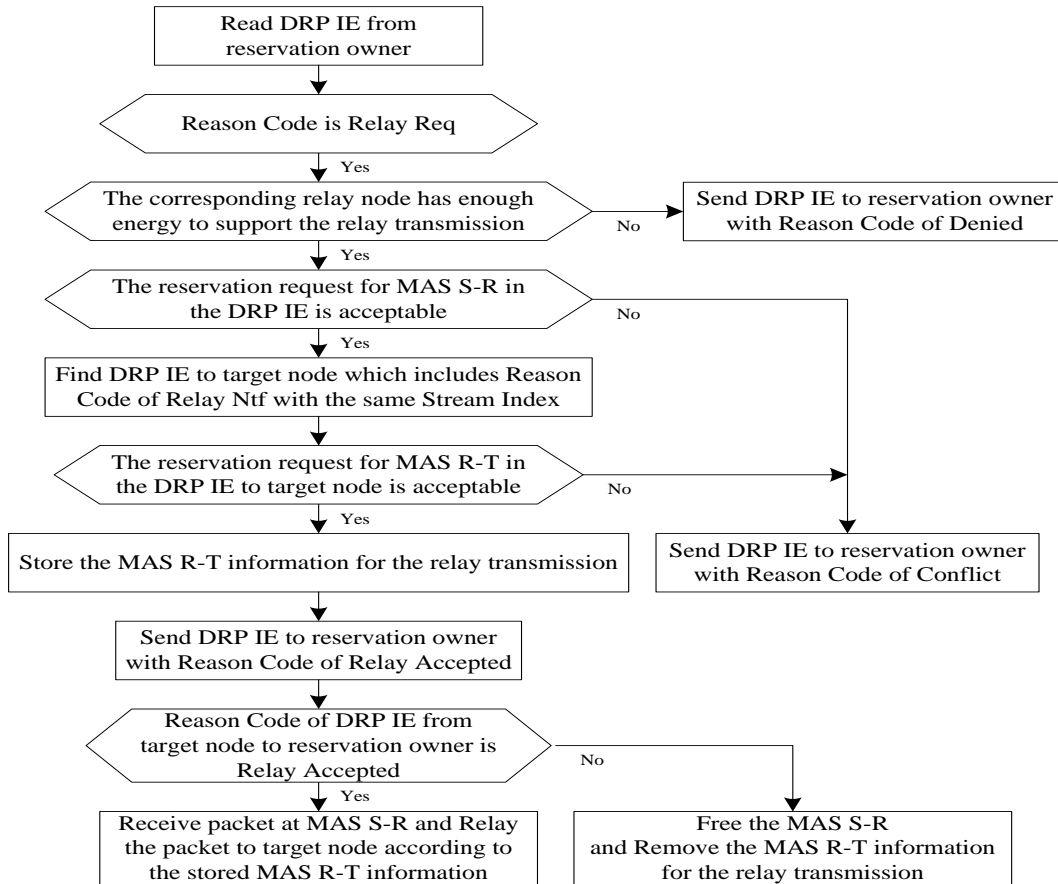 Read DRP IE from
reservation owner
Reason Code is Relay Req
Yes
The corresponding relay node has enough
energy to support the relay transmission
No
Send DRP IE to reservation owner
with Reason Code of Denied
Yes
The reservation request for MAS S-R in
the DRP IE is acceptable
No
Yes
Find DRP IE to target node which includes Reason
Code of Relay Ntf with the same Stream Index
The reservation request for MAS R-T in
the DRP IE to target node is acceptable
No
Yes
Store the MAS R-T information for the relay transmission
Send DRP IE to reservation owner
with Reason Code of Conflict
Send DRP IE to reservation owner
with Reason Code of Relay Accepted
Reason Code of DRP IE from
target node to reservation owner is
Relay Accepted
No
Yes
Receive packet at MAS S-R and Relay
the packet to target node according to
the stored MAS R-T information
Free the MAS S-R
and Remove the MAS R-T information
for the relay transmission